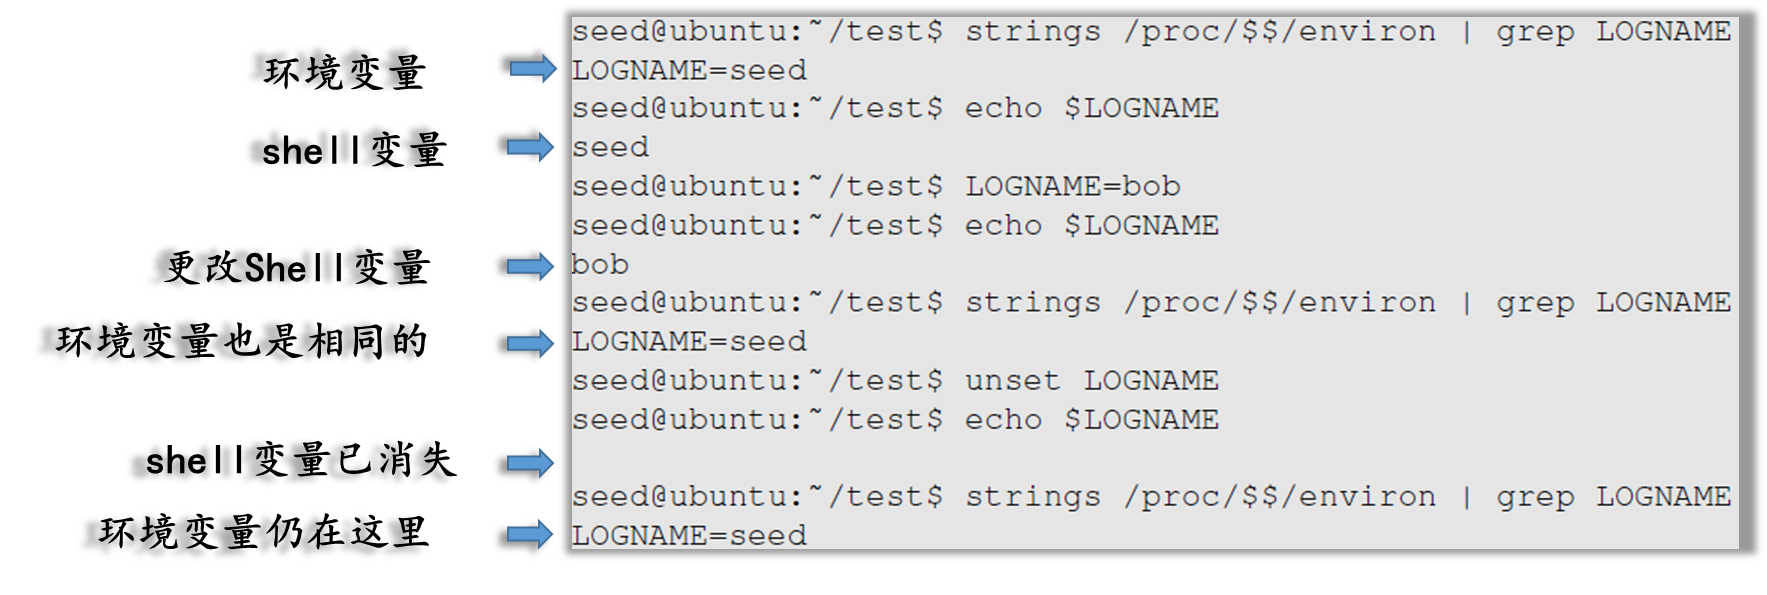 seed@ubuntu:~/test$ strings /proc/$$/environ | grep LOGNAME
环境变量 LOGNAME=seed
seed@ubuntu:~/test$ echo $LOGNAME
shell变量 seed
seed@ubuntu:~/test$ LOGNAME=bob
seed@ubuntu:~/test$ echo $LOGNAME
更改Shell变量 bob
seed@ubuntu:~/test$ strings /proc/$$/environ | grep LOGNAME
环境变量也是相同的 LOGNAME=seed
seed@ubuntu:~/test$ unset LOGNAME
seed@ubuntu:~/test$ echo $LOGNAME
shell变量已消失
seed@ubuntu:~/test$ strings /proc/$$/environ | grep LOGNAME
环境变量仍在这里 LOGNAME=seed